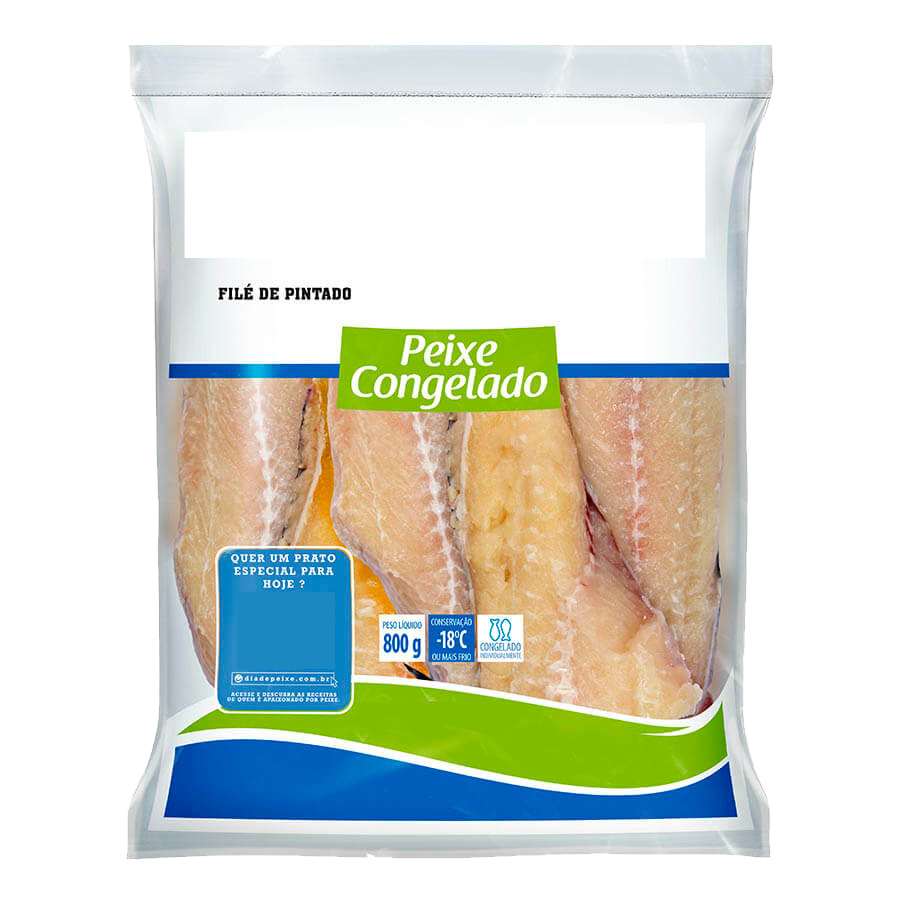 FILÉ DE PINTADO
Peixe
Congelado
QUER UM PRATO
ESPECIAL PARA
HOJE ?
diadepeixe.com.br
ACESSE E DESCUBRA AS RECEITAS
DE QUEM É APAIXONADO POR PEIXE.
PESO LÍQUIDO
800 g
CONSERVAÇÃO
-18°C
OU MAIS FRIO
CONGELADO
INDIVIDUALMENTE